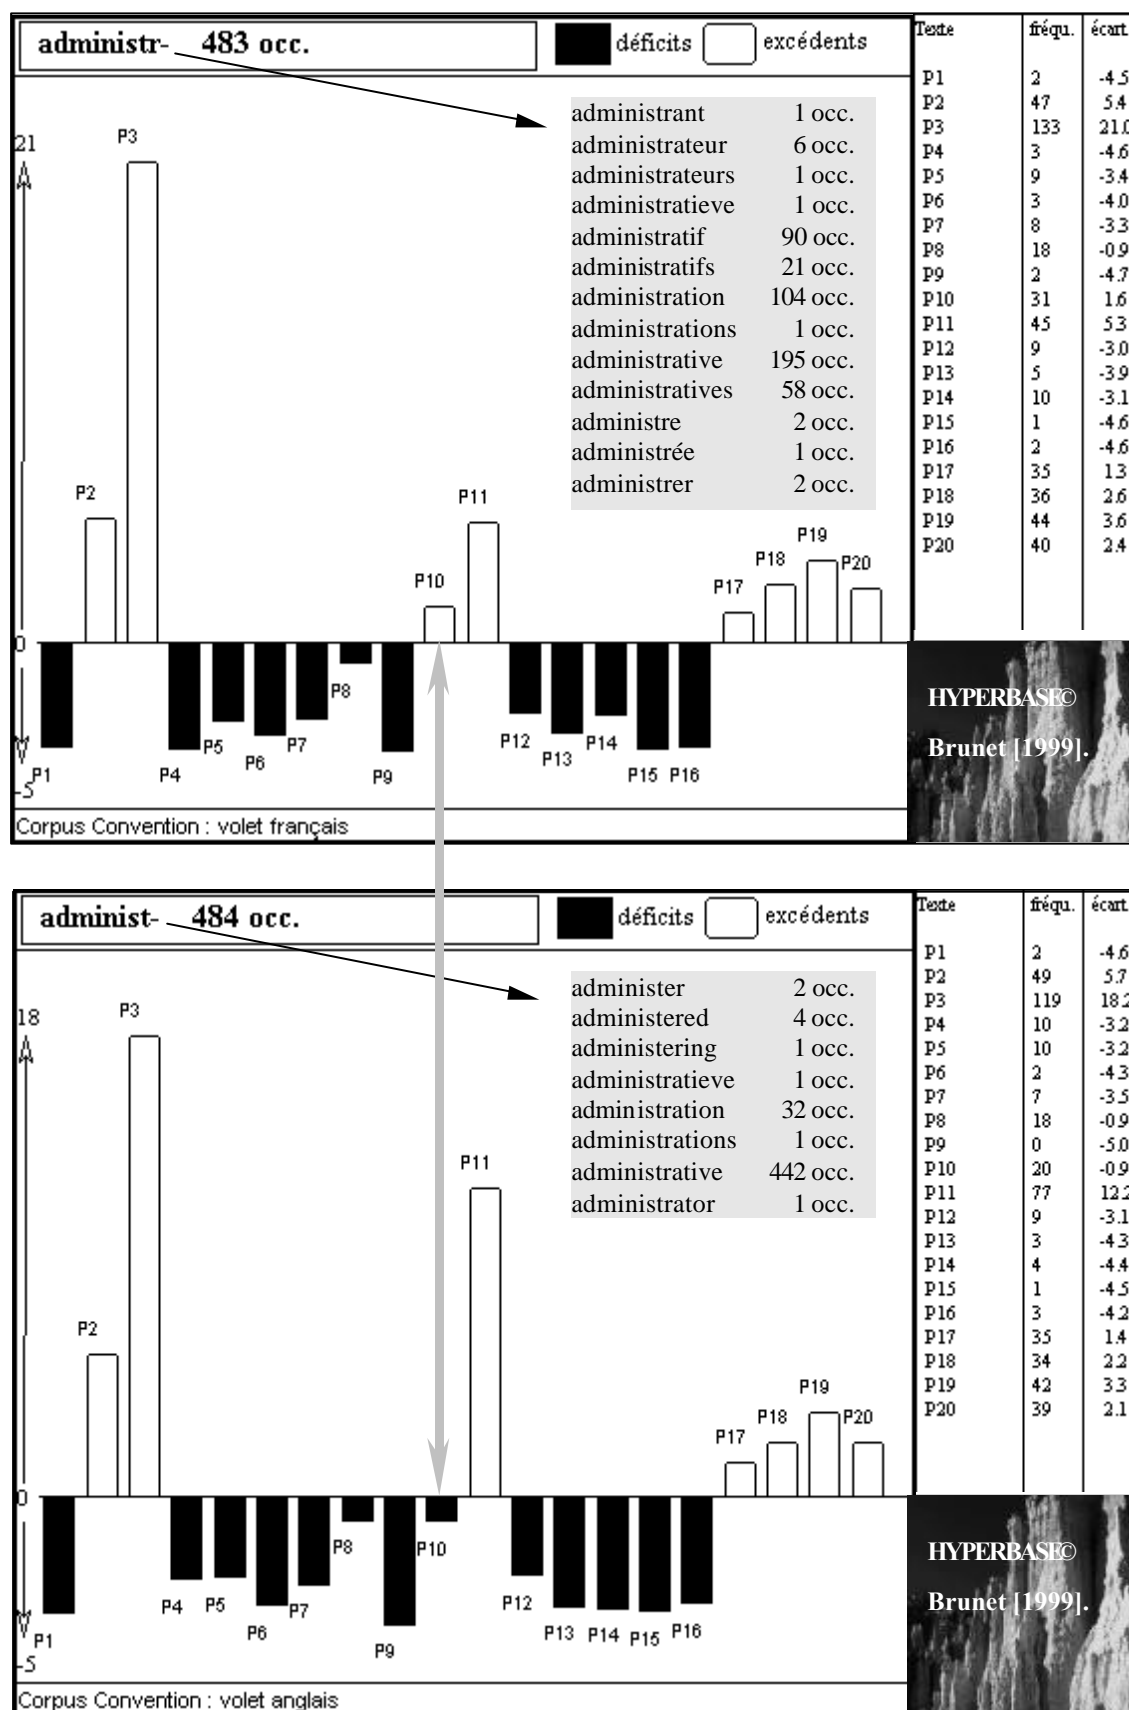 administr- 483 occ.
déficits excédents
Texte fréqu. écart
administrant 1 occ.
administrateur 6 occ.
administrateurs 1 occ.
administratieve 1 occ.
administratif 90 occ.
administratifs 21 occ.
administration 104 occ.
administrations 1 occ.
administrative 195 occ.
administratives 58 occ.
administre 2 occ.
administrée 1 occ.
administrer 2 occ.
P1 2 -4.5
P2 47 5.4
P3 133 21.0
P4 3 -4.6
P5 9 -3.4
P6 3 -4.0
P7 8 -3.3
P8 18 -0.9
P9 2 -4.7
P10 31 1.6
P11 45 5.3
P12 9 -3.0
P13 5 -3.9
P14 10 -3.1
P15 1 -4.6
P16 2 -4.6
P17 35 1.3
P18 36 2.6
P19 44 3.6
P20 40 2.4
21
0
-5
P1 P2 P3 P4 P5 P6 P7 P8 P9 P10 P11 P12 P13 P14 P15 P16 P17 P18 P19 P20
HYPERBASE©
Brunet [1999].
Corpus Convention : volet français
administ- 484 occ.
déficits excédents
Texte fréqu. écart
administer 2 occ.
administered 4 occ.
administering 1 occ.
administratieve 1 occ.
administration 32 occ.
administrations 1 occ.
administrative 442 occ.
administrator 1 occ.
P1 2 -4.6
P2 49 5.7
P3 119 18.2
P4 10 -3.2
P5 10 -3.2
P6 2 -4.3
P7 7 -3.5
P8 18 -0.9
P9 0 -5.0
P10 20 -0.9
P11 77 12.2
P12 9 -3.1
P13 3 -4.3
P14 4 -4.4
P15 1 -4.5
P16 3 -4.2
P17 35 1.4
P18 34 2.2
P19 42 3.3
P20 39 2.1
18
0
-5
P1 P2 P3 P4 P5 P6 P7 P8 P9 P10 P11 P12 P13 P14 P15 P16 P17 P18 P19 P20
HYPERBASE©
Brunet [1999].
Corpus Convention : volet anglais